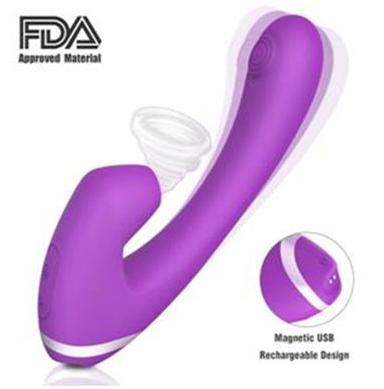 FDA
Approved Material
Magnetic USB
Rechargeable Design